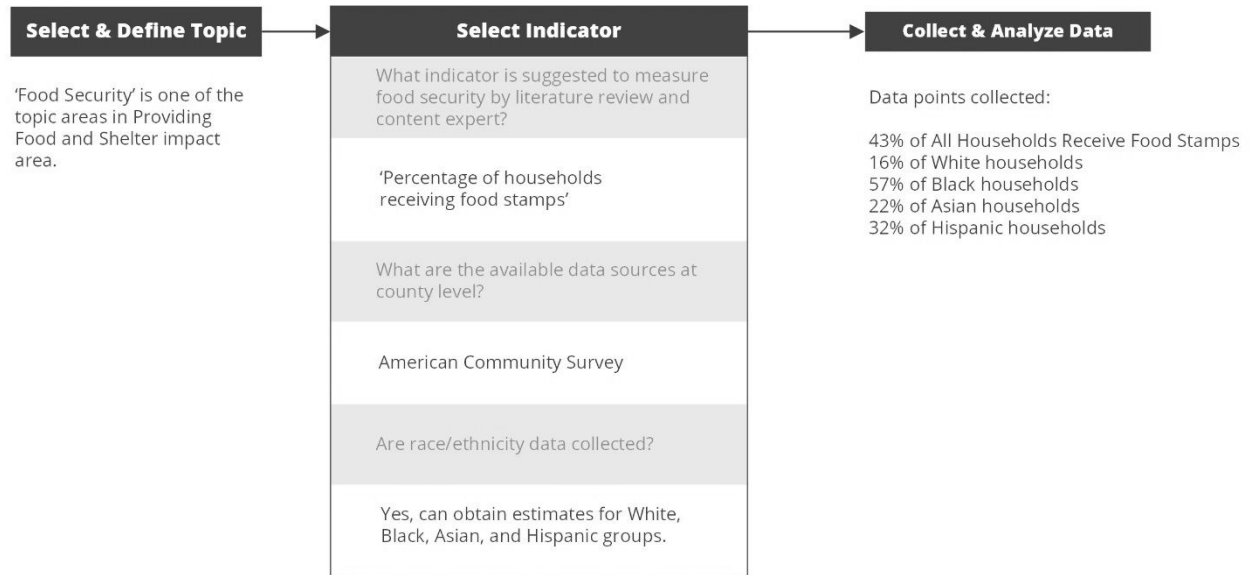 Select & Define Topic
‘Food Security’ is one of the
topic areas in Providing
Food and Shelter impact
area.
Select Indicator
What indicator is suggested to measure
food security by literature review and
content expert?
‘Percentage of households
receiving food stamps’
What are the available data sources at
county level?
American Community Survey
Are race/ethnicity data collected?
Yes, can obtain estimates for White,
Black, Asian, and Hispanic groups.
Collect & Analyze Data
Data points collected:
43% of All Households Receive Food Stamps
16% of White households
57% of Black households
22% of Asian households
32% of Hispanic households